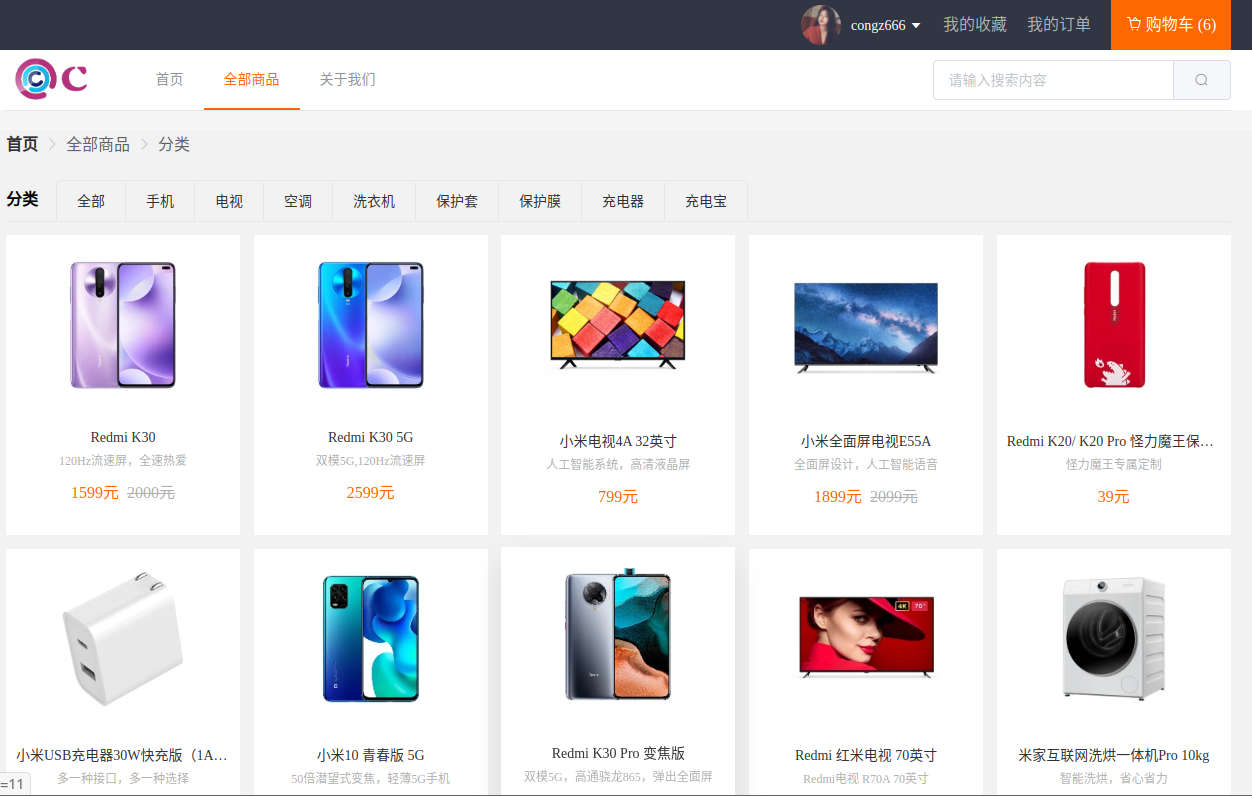 congz666 我的收藏 我的订单 购物车 (6)
C c
首页 全部商品 关于我们 请输入搜索内容
首页 全部商品 分类
分类 全部 手机 电视 空调 洗衣机 保护套 保护膜 充电器 充电宝
Redmi K30
120Hz流速屏，全速热爱
1599元 2000元
Redmi K30 5G
双模5G,120Hz流速屏
2599元
小米电视4A 32英寸
人工智能系统，高清液晶屏
799元
小米全面屏电视E55A
全面屏设计，人工智能语音
1899元 2099元
Redmi
Redmi K20/ K20 Pro 怪力魔王保…
怪力魔王专属定制
39元
小米USB充电器30W快充版（1A…
多一种接口，多一种选择
小米10 青春版 5G
50倍潜望式变焦，轻薄5G手机
Redmi K30 Pro 变焦版
双模5G，高通骁龙865，弹出全面屏
4K 70"
Redmi 红米电视 70英寸
Redmi电视 R70A 70英寸
米家互联网洗烘一体机Pro 10kg
智能洗烘，省心省力
=11